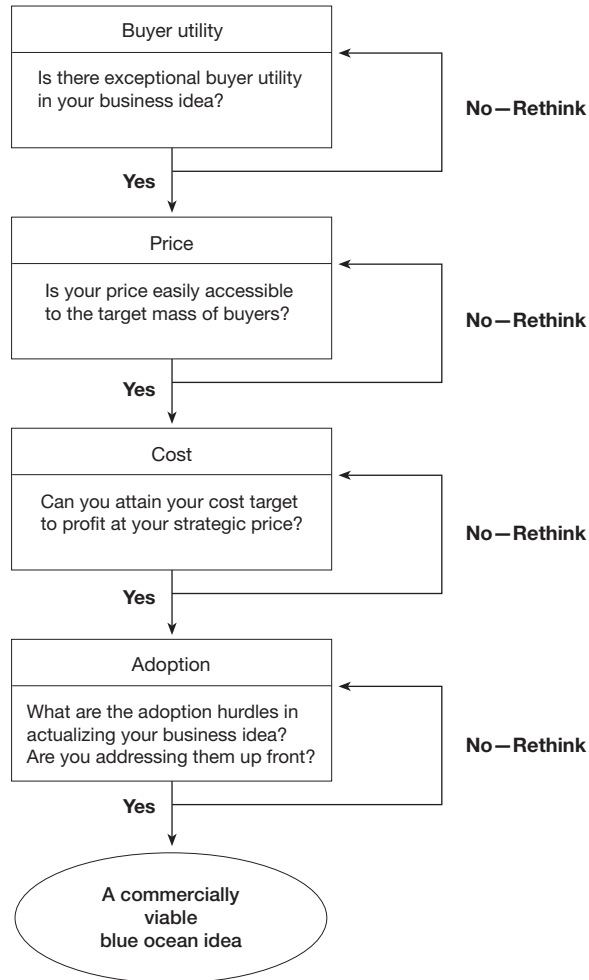 Buyer utility
Is there exceptional buyer utility
in your business idea?
No—Rethink
Yes
Price
Is your price easily accessible
to the target mass of buyers?
No—Rethink
Yes
Cost
Can you attain your cost target
to profit at your strategic price?
No—Rethink
Yes
Adoption
What are the adoption hurdles in
actualizing your business idea?
Are you addressing them up front?
No—Rethink
Yes
A commercially
viable
blue ocean idea